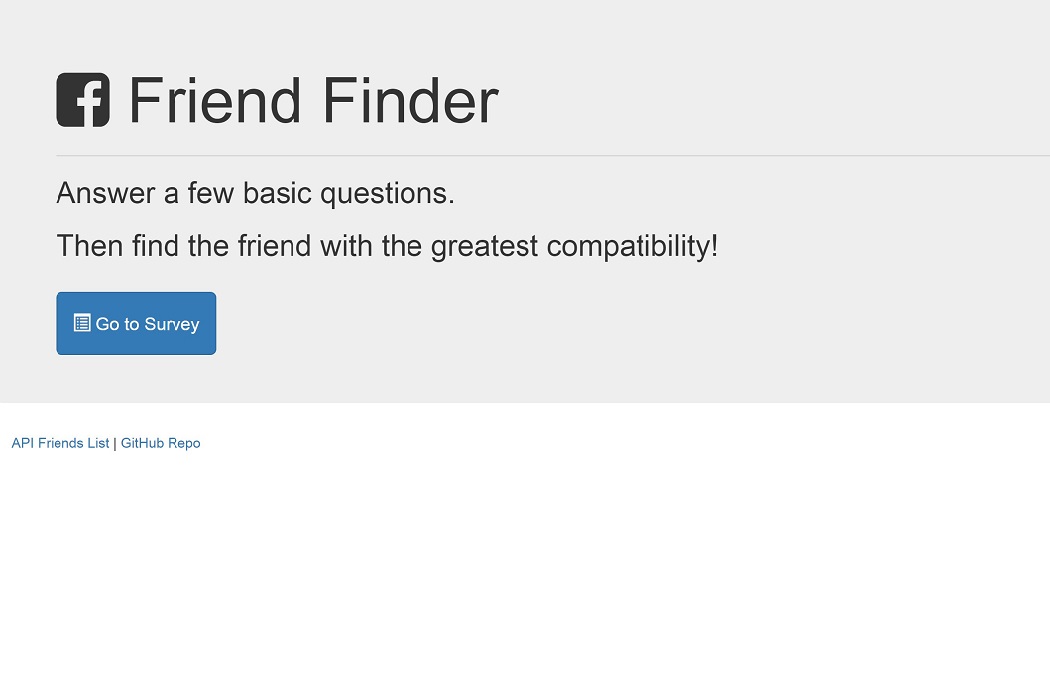 Friend Finder
Answer a few basic questions.
Then find the friend with the greatest compatibility!
Go to Survey
API Friends List | GitHub Repo